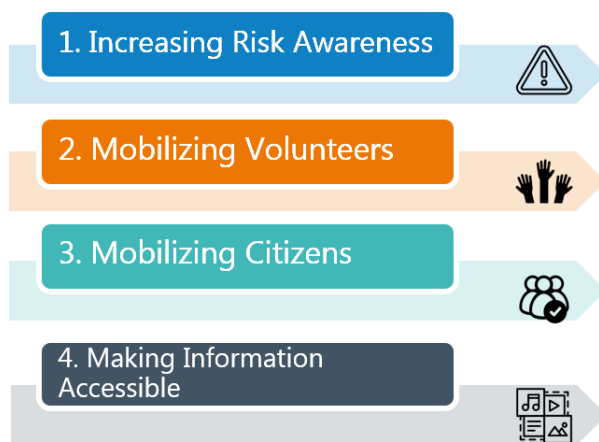 1. Increasing Risk Awareness
2. Mobilizing Volunteers
3. Mobilizing Citizens
4. Making Information
Accessible